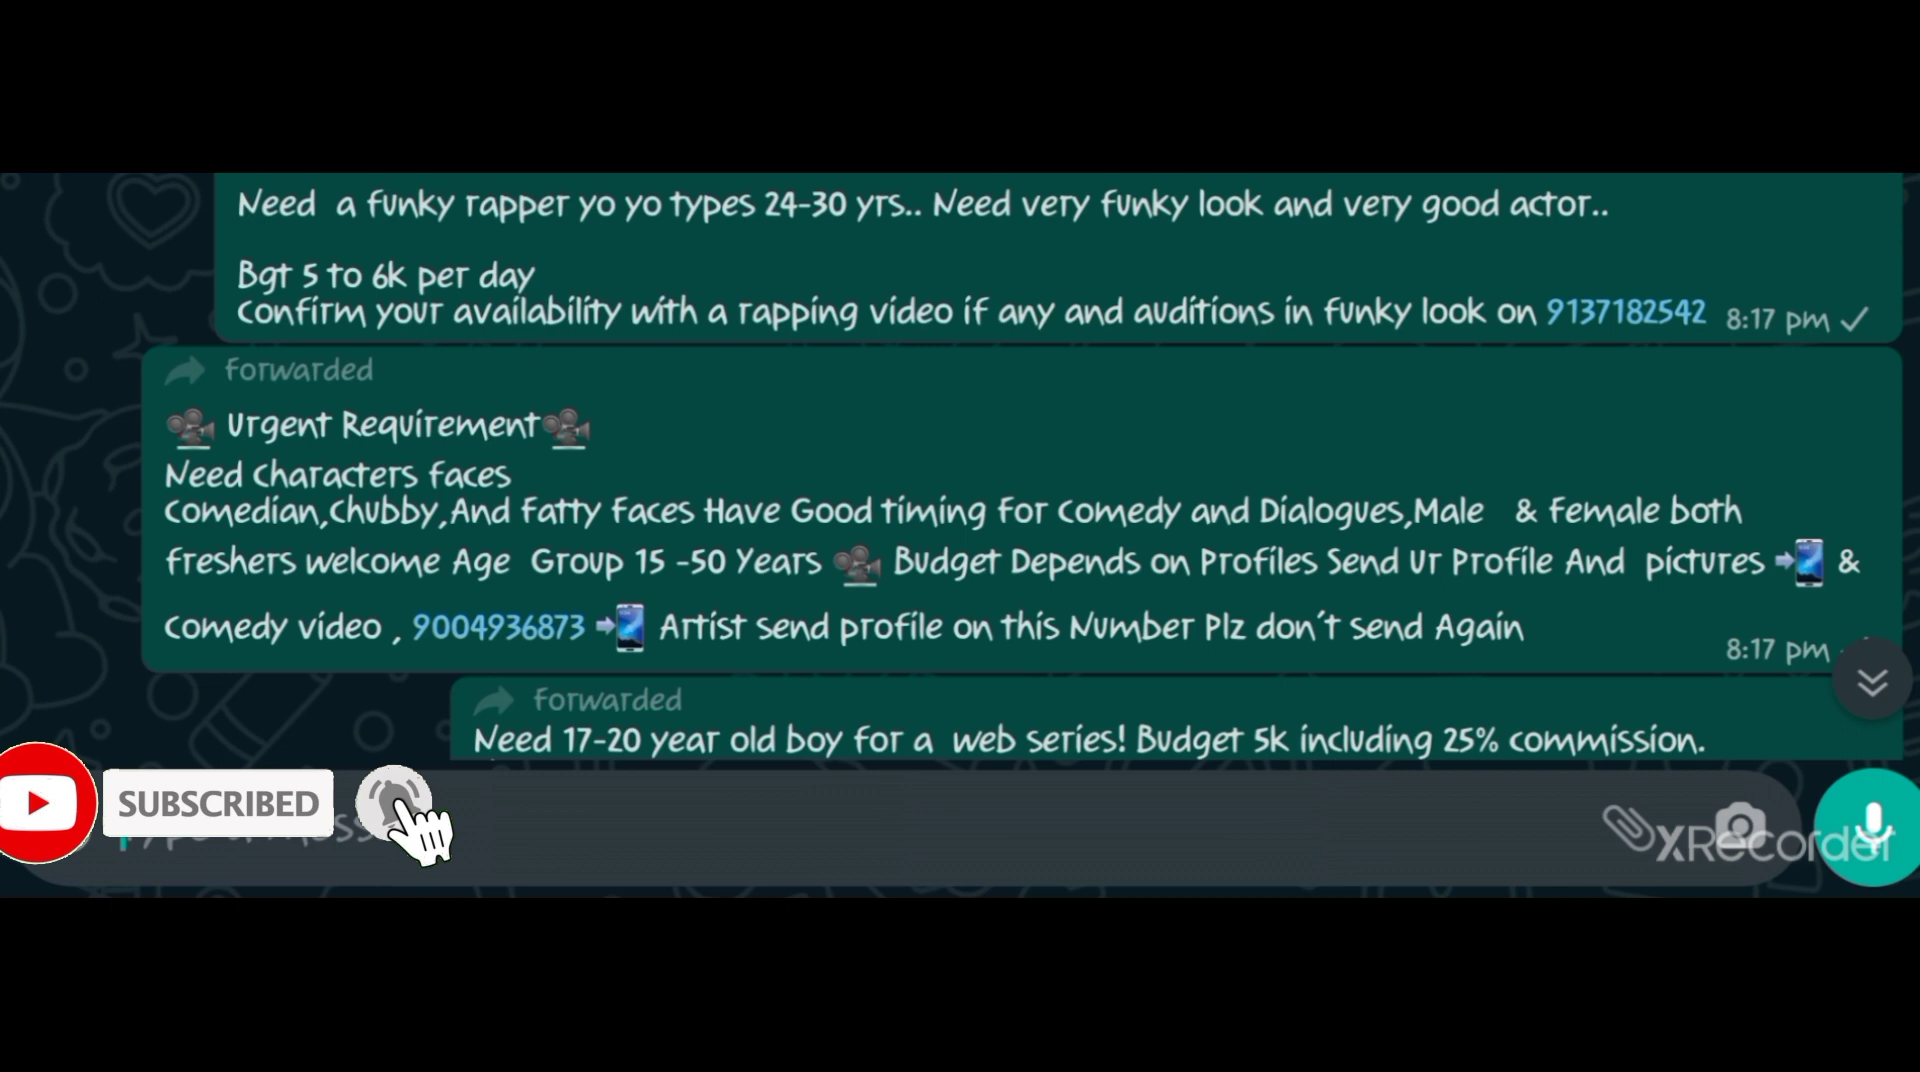 Need a funky rapper yo yo types 24-30 yrs.. Need very funky look and very good actor..
Bgt 5 to 6k per day
Confirm your availability with a rapping video if any and auditions in funky look on 9137182542 8:17 pm
Forwarded
Urgent Requirement
Need Characters faces
Comedian,Chubby,And Fatty Faces Have Good timing For Comedy and Dialogues,Male & Female both
freshers welcome Age Group 15 -50 Years Budget Depends on Profiles Send Ur Profile And pictures &
Comedy video , 9004936873 Artist send profile on this Number Plz don't send Again
8:17 pm
Forwarded
Need 17-20 year old boy for a web series! Budget 5k including 25% commission.
SUBSCRIBED
XRecorder